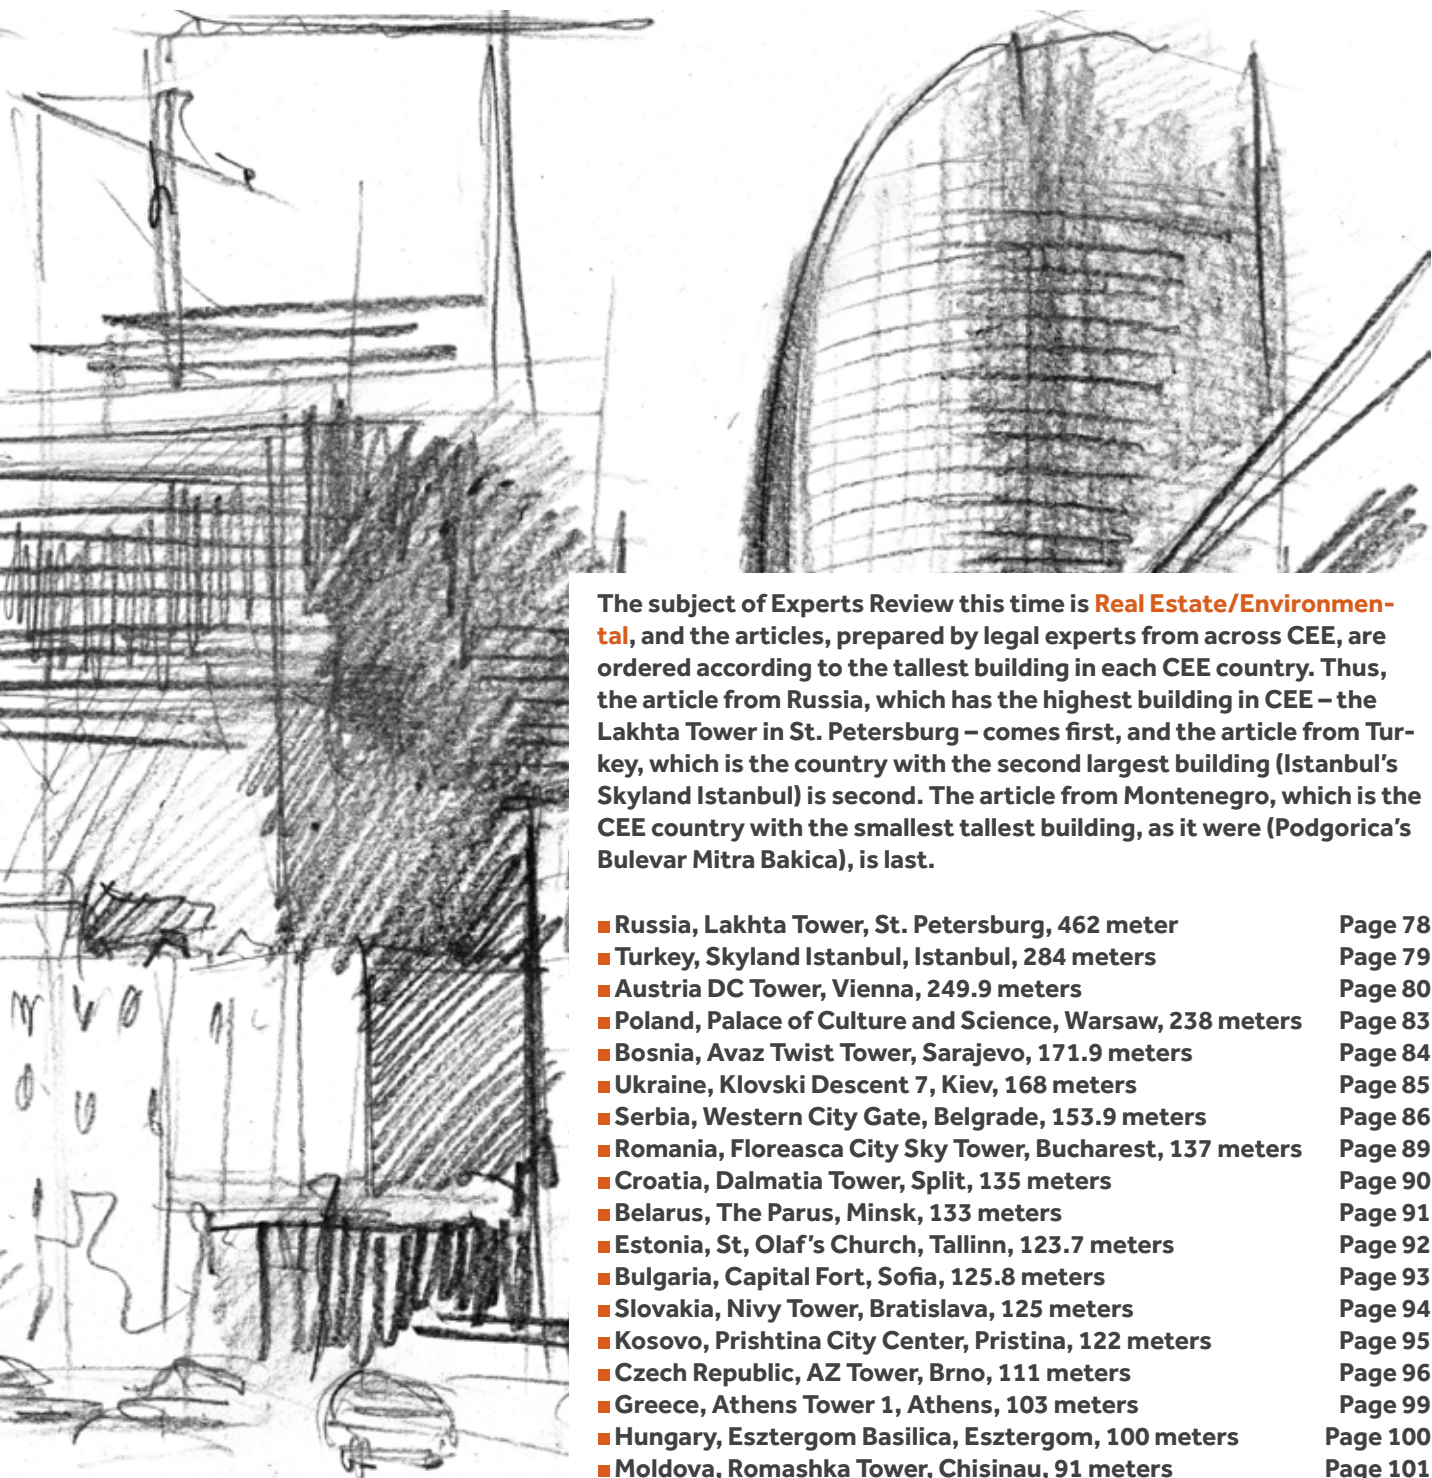 The subject of Experts Review this time is Real Estate/Environmen-
tal, and the articles, prepared by legal experts from across CEE, are
ordered according to the tallest building in each CEE country. Thus,
the article from Russia, which has the highest building in CEE – the
Lakhta Tower in St. Petersburg – comes first, and the article from Tur-
key, which is the country with the second largest building (Istanbul's
Skyland Istanbul) is second. The article from Montenegro, which is the
CEE country with the smallest tallest building, as it were (Podgorica's
Bulevar Mitra Bakica), is last.
Russia, Lakhta Tower, St. Petersburg, 462 meter Page 78
Turkey, Skyland Istanbul, Istanbul, 284 meters Page 79
Austria DC Tower, Vienna, 249.9 meters Page 80
Poland, Palace of Culture and Science, Warsaw, 238 meters Page 83
Bosnia, Avaz Twist Tower, Sarajevo, 171.9 meters Page 84
Ukraine, Klovski Descent 7, Kiev, 168 meters Page 85
Serbia, Western City Gate, Belgrade, 153.9 meters Page 86
Romania, Floreasca City Sky Tower, Bucharest, 137 meters Page 89
Croatia, Dalmatia Tower, Split, 135 meters Page 90
Belarus, The Parus, Minsk, 133 meters Page 91
Estonia, St, Olaf's Church, Tallinn, 123.7 meters Page 92
Bulgaria, Capital Fort, Sofia, 125.8 meters Page 93
Slovakia, Nivy Tower, Bratislava, 125 meters Page 94
Kosovo, Prishtina City Center, Pristina, 122 meters Page 95
Czech Republic, AZ Tower, Brno, 111 meters Page 96
Greece, Athens Tower 1, Athens, 103 meters Page 99
Hungary, Esztergom Basilica, Esztergom, 100 meters Page 100
Moldova, Romashka Tower, Chisinau, 91 meters Page 101